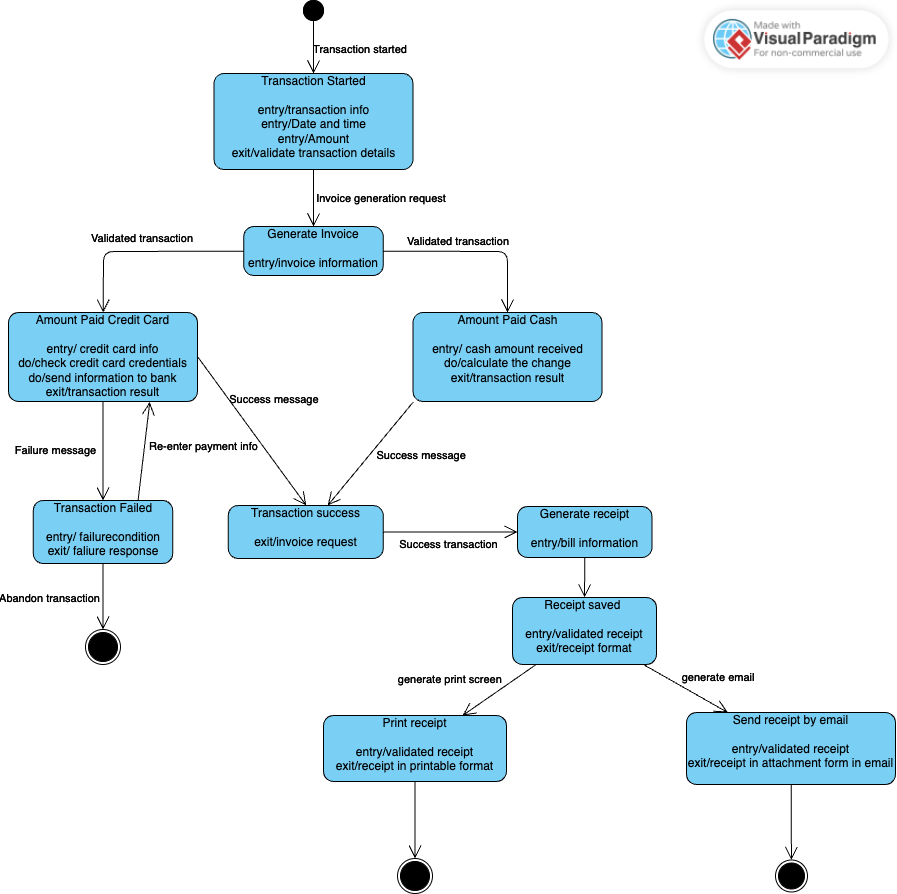 Made with
Visual Paradigm
For non-commercial use
Transaction started
Transaction Started
entry/transaction info
entry/Date and time
entry/Amount
exit/validate transaction details
Invoice generation request
Generate Invoice
entry/invoice information
Validated transaction
Validated transaction
Amount Paid Credit Card
entry/ credit card info
do/check credit card credentials
do/send information to bank
exit/transaction result
Amount Paid Cash
entry/ cash amount received
do/calculate the change
exit/transaction result
Success message
Failure message
Re-enter payment info
Success message
Transaction Failed
entry/ failurecondition
exit/ faliure response
Transaction success
exit/invoice request
Success transaction
Generate receipt
entry/bill information
Abandon transaction
Receipt saved
entry/validated receipt
exit/receipt format
generate print screen
generate email
Print receipt
entry/validated receipt
exit/receipt in printable format
Send receipt by email
entry/validated receipt
exit/receipt in attachment form in email